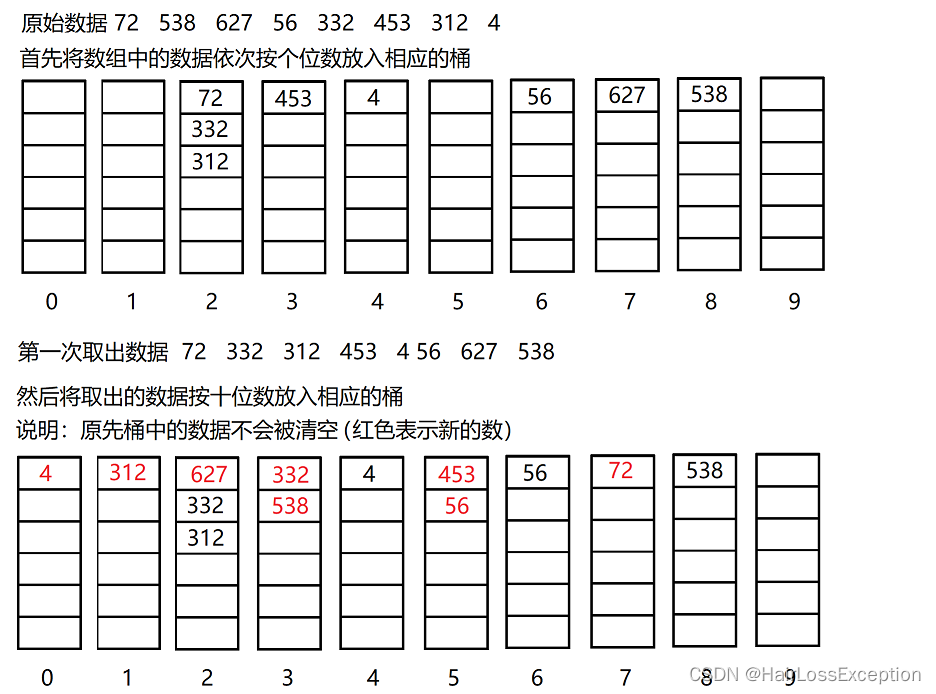 原始数据 72 538 627 56 332 453 312 4
首先将数组中的数据依次按个位数放入相应的桶
72 453 4 56 627 538
332
312
0 1 2 3 4 5 6 7 8 9
第一次取出数据 72 332 312 453 4 56 627 538
然后将取出的数据按十位数放入相应的桶
说明：原先桶中的数据不会被清空（红色表示新的数）
4 312 627 332 4 453 56 72 538
332 538 56
312
0 1 2 3 4 5 6 7 8 9
CSDN @HairLossException